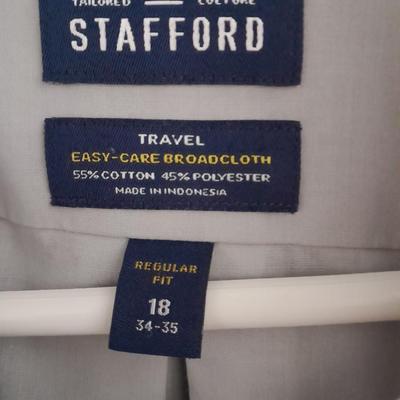 TAILORED CULTURE
STAFFORD
TRAVEL
EASY-CARE BROADCLOTH
55% COTTON 45% POLYESTER
MADE IN INDONESIA
REGULAR
FIT
18
34-35